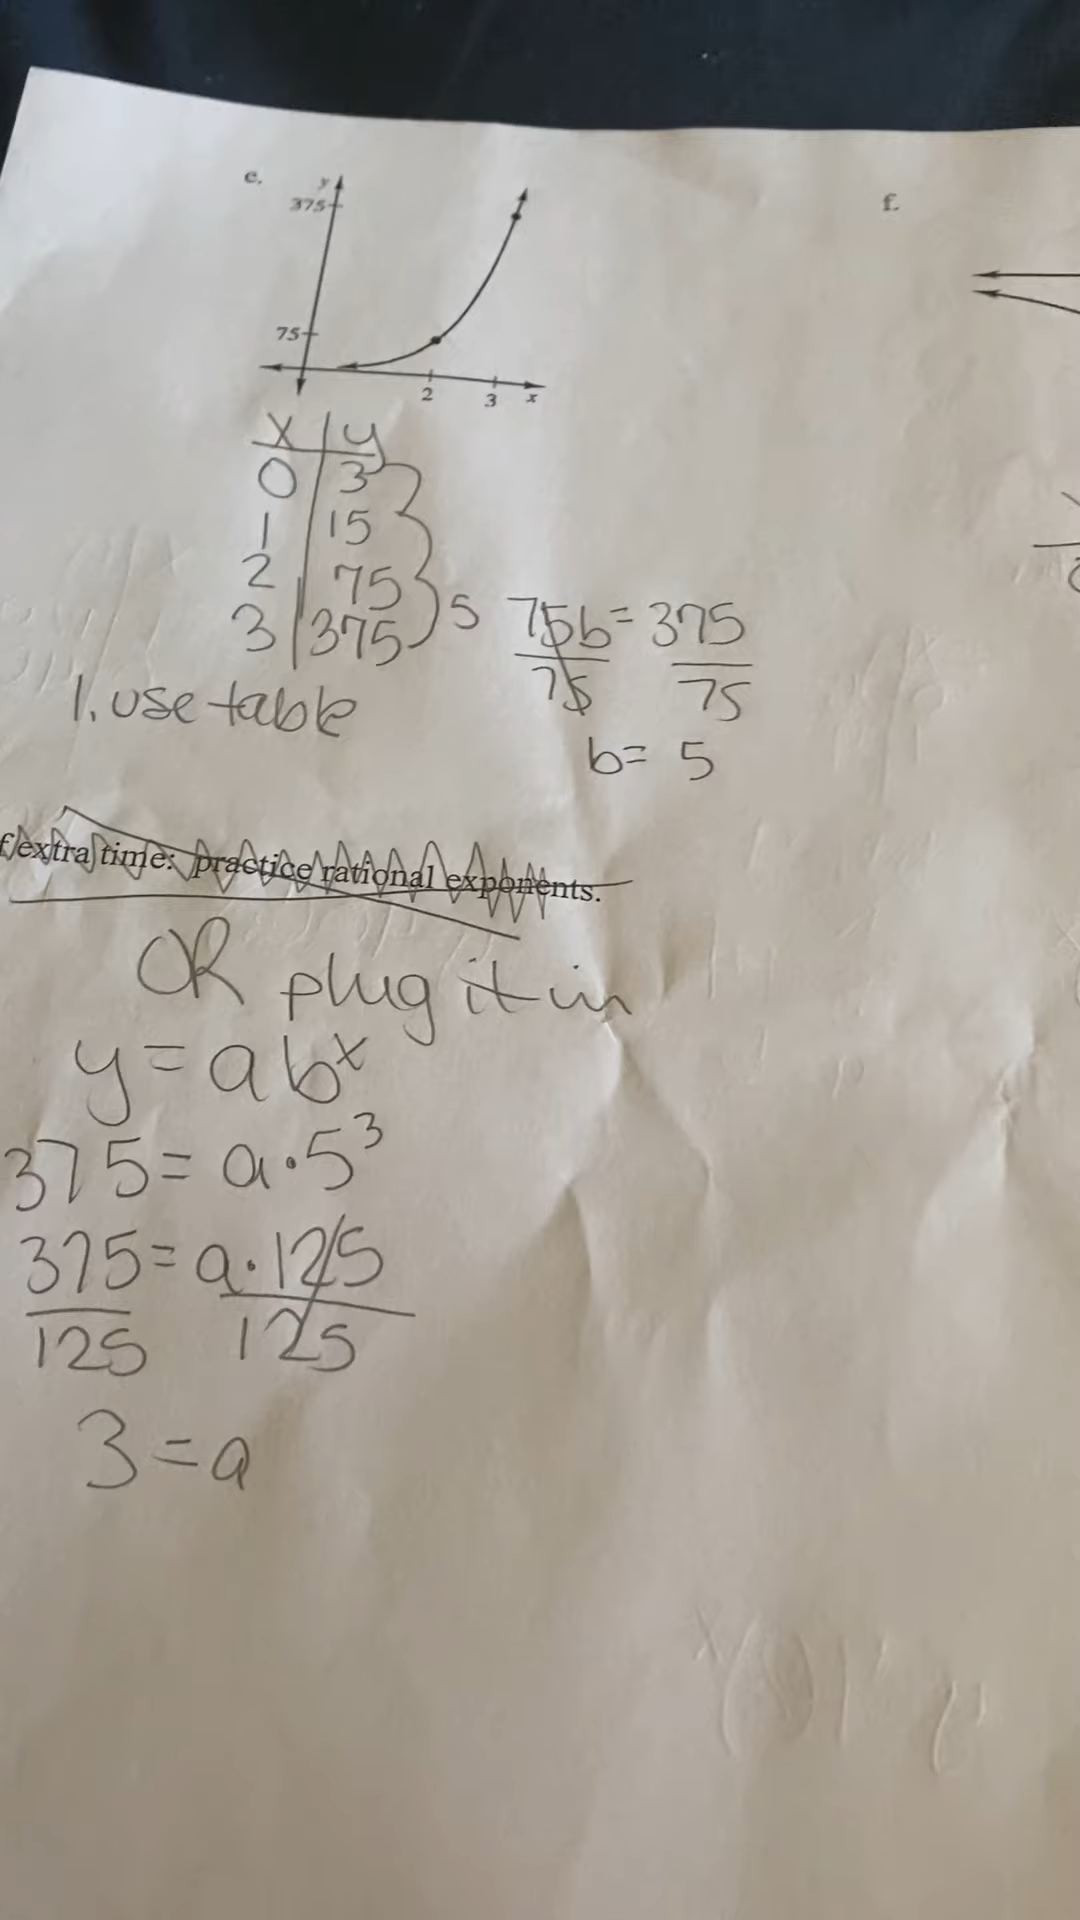 e.
f.
y
375
75
2 3 x
x | y
0 | 3
1 | 15
2 | 75
3 | 375
5
75b = 375
75 75
b = 5
1. use table
f extra time: practice rational exponents.
OR plug it in
y = ab^x
375 = a · 5^3
375 = a · 125
125 125
3 = a